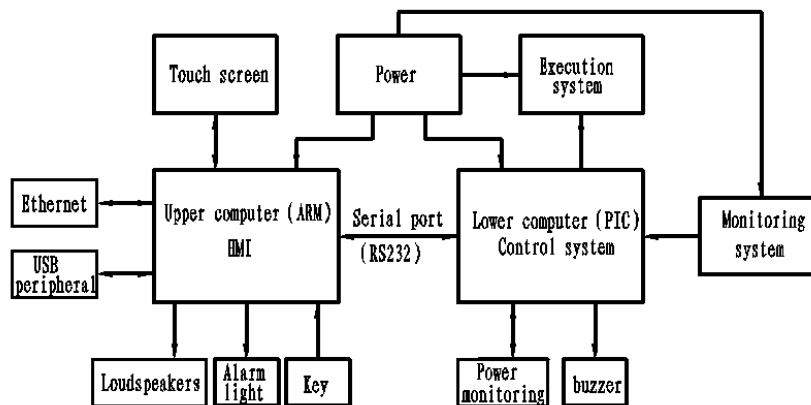 Touch screen
Power
Execution
system
Ethernet
Upper computer (ARM)
HMI
Serial port
(RS232)
Lower computer (PIC)
Control system
Monitoring
system
USB
peripheral
Loudspeakers
Alarm
light
Key
Power
monitoring
buzzer